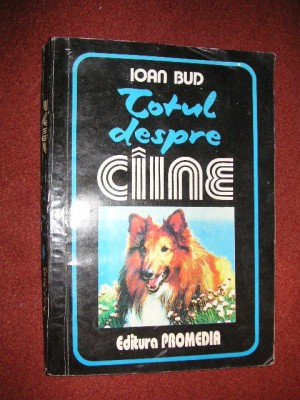 IOAN BUD
Totul
despre
CÎINE
Editura PROMEDIA